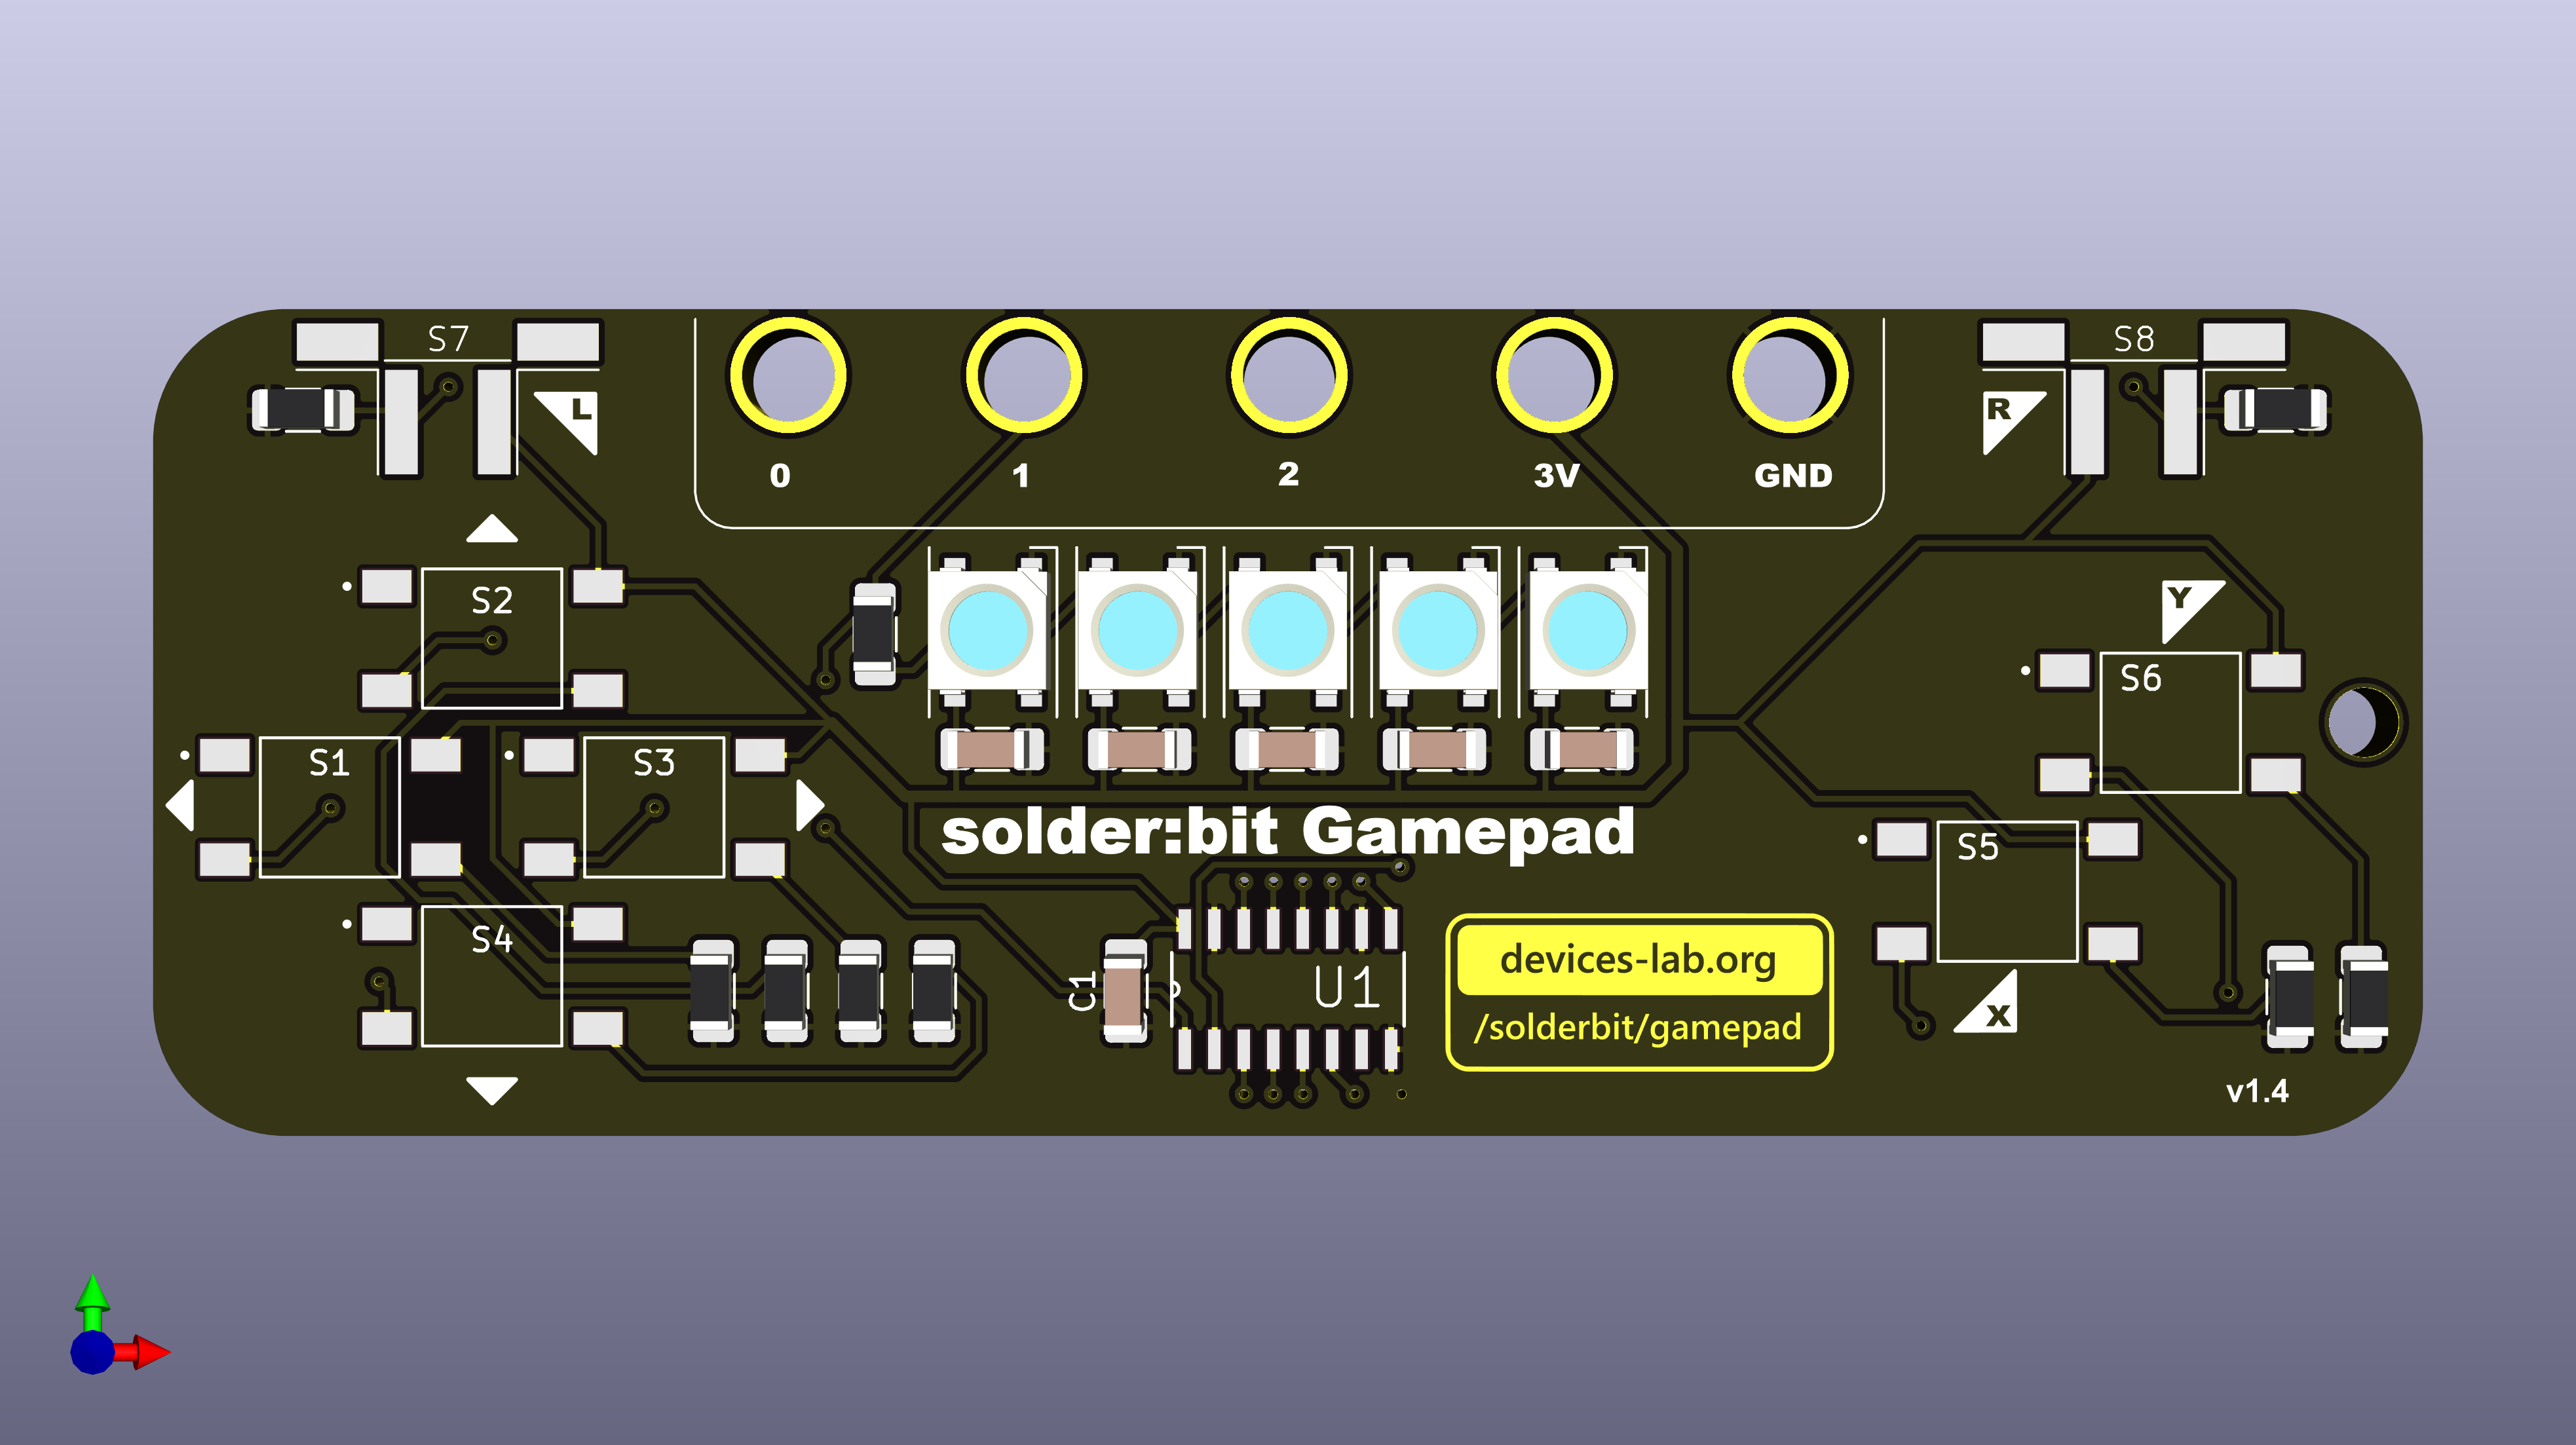 S7
S8
L
R
0
1
2
3V
GND
S2
Y
S6
S1
S3
solder:bit Gamepad
S5
S4
C1
U1
devices-lab.org
/solderbit/gamepad
X
v1.4